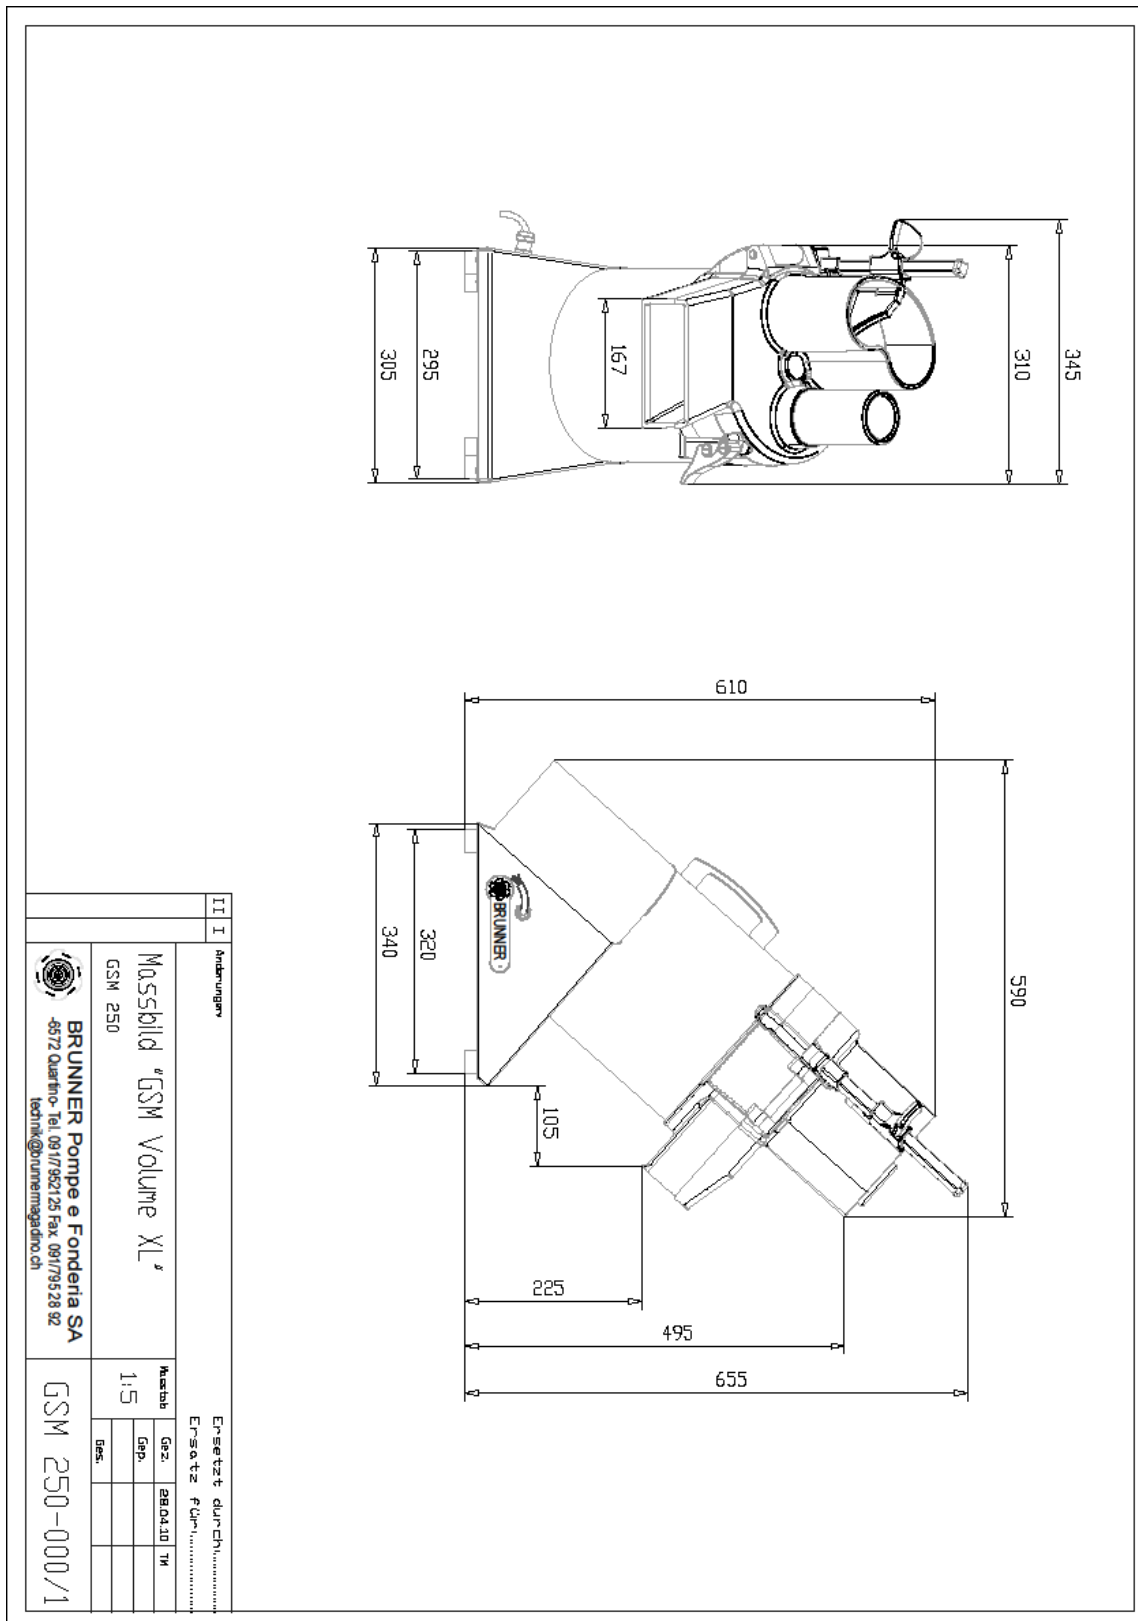 345
310
167
295
305
610
590
320
340
105
225
495
655
BRUNNER
II
I
Änderungen
Ersetzt durch:
Ersatz für:
Massbild "GSM Volume XL"
GSM 250
Massstab
1:5
Gez.
28.04.10
TM
Gep.
Ges.
BRUNNER Pompe e Fonderia SA
-6572 Quartino- Tel. 091/7952125 Fax. 091/795 28 92
technik@brunnermagadino.ch
GSM 250-000/1